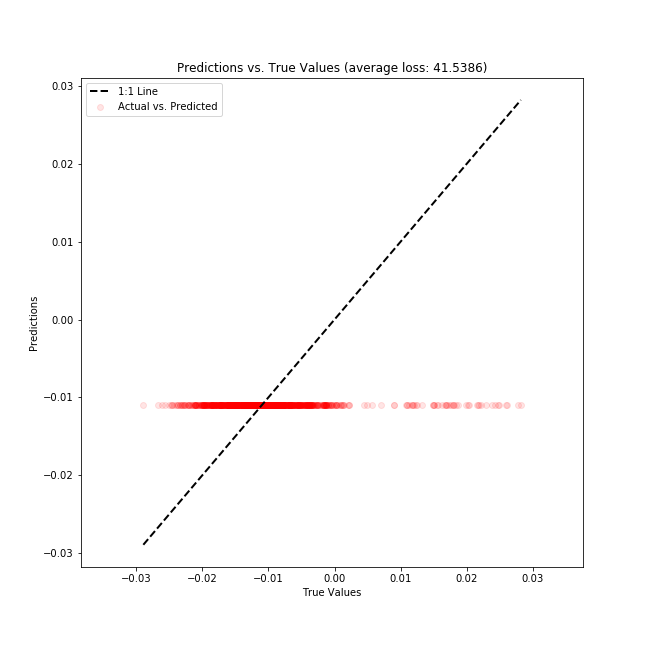 Predictions vs. True Values (average loss: 41.5386)
1:1 Line
Actual vs. Predicted
0.03
0.02
0.01
0.00
−0.01
−0.02
−0.03
Predictions
−0.03 −0.02 −0.01 0.00 0.01 0.02 0.03
True Values